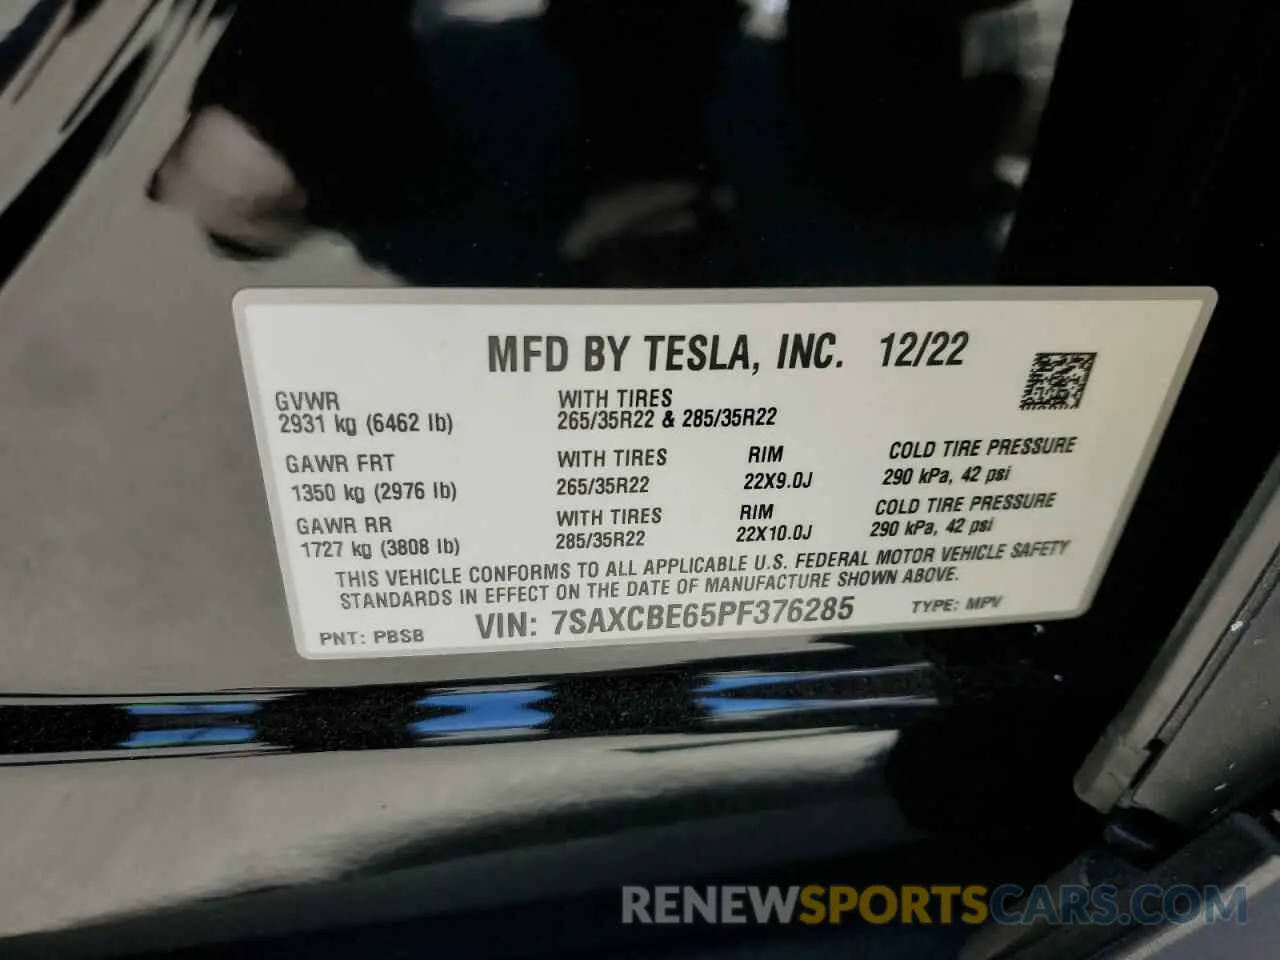 MFD BY TESLA, INC. 12/22
GVWR WITH TIRES
2931 kg (6462 lb) 265/35R22 & 285/35R22
GAWR FRT WITH TIRES RIM COLD TIRE PRESSURE
1350 kg (2976 lb) 265/35R22 22X9.0J 290 kPa, 42 psi
GAWR RR WITH TIRES RIM COLD TIRE PRESSURE
1727 kg (3808 lb) 285/35R22 22X10.0J 290 kPa, 42 psi
THIS VEHICLE CONFORMS TO ALL APPLICABLE U.S. FEDERAL MOTOR VEHICLE SAFETY
STANDARDS IN EFFECT ON THE DATE OF MANUFACTURE SHOWN ABOVE.
PNT: PBSB VIN: 7SAXCBE65PF376285 TYPE: MPV
RENEWSPORTSCARS.COM